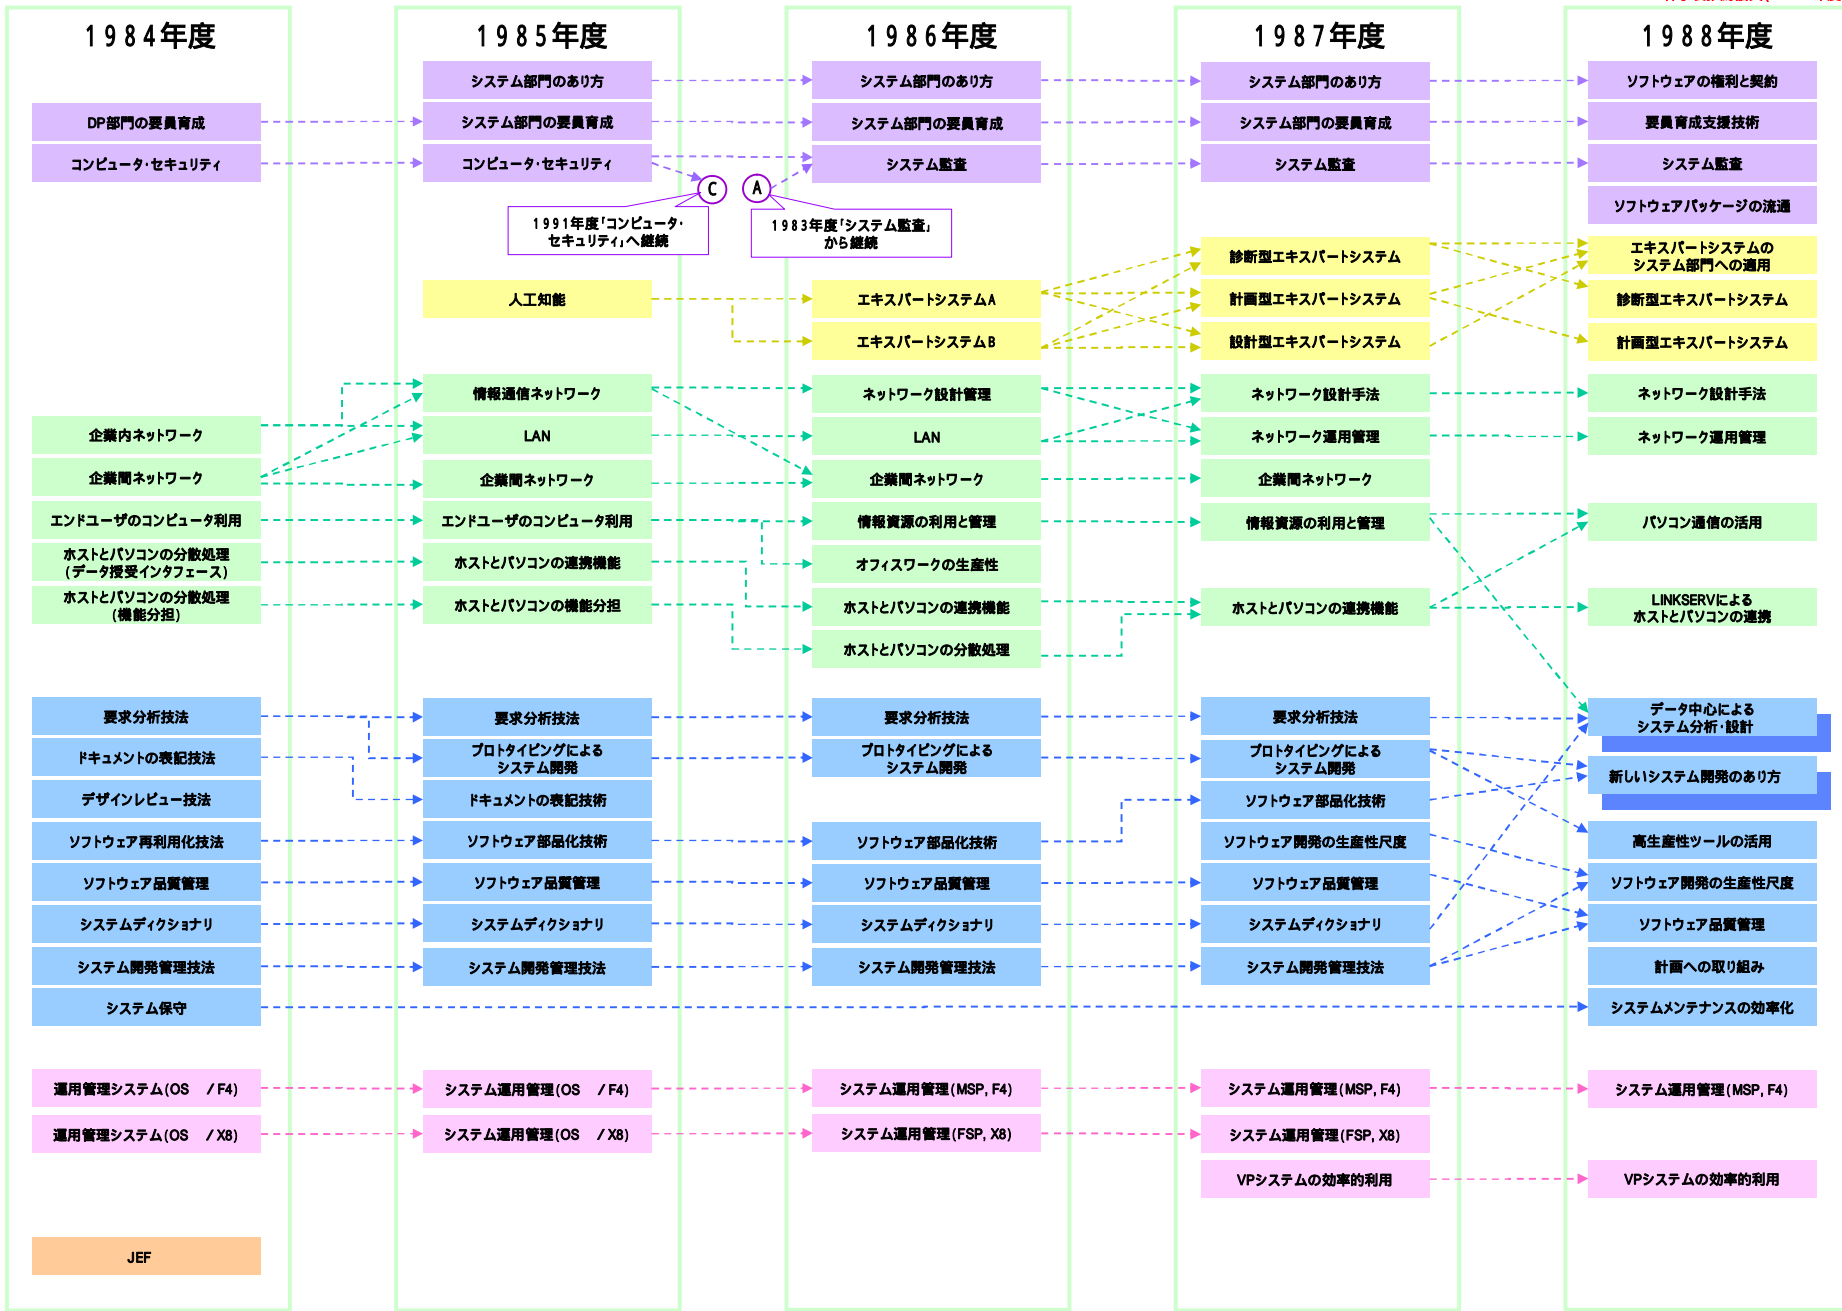 1984年度
DP部門の要員育成
コンピュータ・セキュリティ
企業内ネットワーク
企業間ネットワーク
エンドユーザのコンピュータ利用
ホストとパソコンの分散処理
(データ授受インタフェース)
ホストとパソコンの分散処理
(機能分担)
要求分析技法
ドキュメントの表記技法
デザインレビュー技法
ソフトウェア再利用化技法
ソフトウェア品質管理
システムディクショナリ
システム開発管理技法
システム保守
運用管理システム(OS /F4)
運用管理システム(OS /X8)
JEF
1985年度
システム部門のあり方
システム部門の要員育成
コンピュータ・セキュリティ
C
1991年度「コンピュータ・
セキュリティ」へ継続
人工知能
情報通信ネットワーク
LAN
企業間ネットワーク
エンドユーザのコンピュータ利用
ホストとパソコンの連携機能
ホストとパソコンの機能分担
要求分析技法
プロトタイピングによる
システム開発
ドキュメントの表記技術
ソフトウェア部品化技術
ソフトウェア品質管理
システムディクショナリ
システム開発管理技法
システム運用管理(OS /F4)
システム運用管理(OS /X8)
1986年度
システム部門のあり方
システム部門の要員育成
システム監査
A
1983年度「システム監査」
から継続
エキスパートシステムA
エキスパートシステムB
ネットワーク設計管理
LAN
企業間ネットワーク
情報資源の利用と管理
オフィスワークの生産性
ホストとパソコンの連携機能
ホストとパソコンの分散処理
要求分析技法
プロトタイピングによる
システム開発
ソフトウェア部品化技術
ソフトウェア品質管理
システムディクショナリ
システム開発管理技法
システム運用管理(MSP,F4)
システム運用管理(FSP,X8)
1987年度
システム部門のあり方
システム部門の要員育成
システム監査
診断型エキスパートシステム
計画型エキスパートシステム
設計型エキスパートシステム
ネットワーク設計手法
ネットワーク運用管理
企業間ネットワーク
情報資源の利用と管理
ホストとパソコンの連携機能
要求分析技法
プロトタイピングによる
システム開発
ソフトウェア部品化技術
ソフトウェア開発の生産性尺度
ソフトウェア品質管理
システムディクショナリ
システム開発管理技法
システム運用管理(MSP,F4)
システム運用管理(FSP,X8)
VPシステムの効率的利用
1988年度
ソフトウェアの権利と契約
要員育成支援技術
システム監査
ソフトウェアパッケージの流通
エキスパートシステムの
システム部門への適用
診断型エキスパートシステム
計画型エキスパートシステム
ネットワーク設計手法
ネットワーク運用管理
パソコン通信の活用
LINKSERVによる
ホストとパソコンの連携
データ中心による
システム分析・設計
新しいシステム開発のあり方
高生産性ツールの活用
ソフトウェア開発の生産性尺度
ソフトウェア品質管理
計画への取り組み
システムメンテナンスの効率化
システム運用管理(MSP,F4)
VPシステムの効率的利用